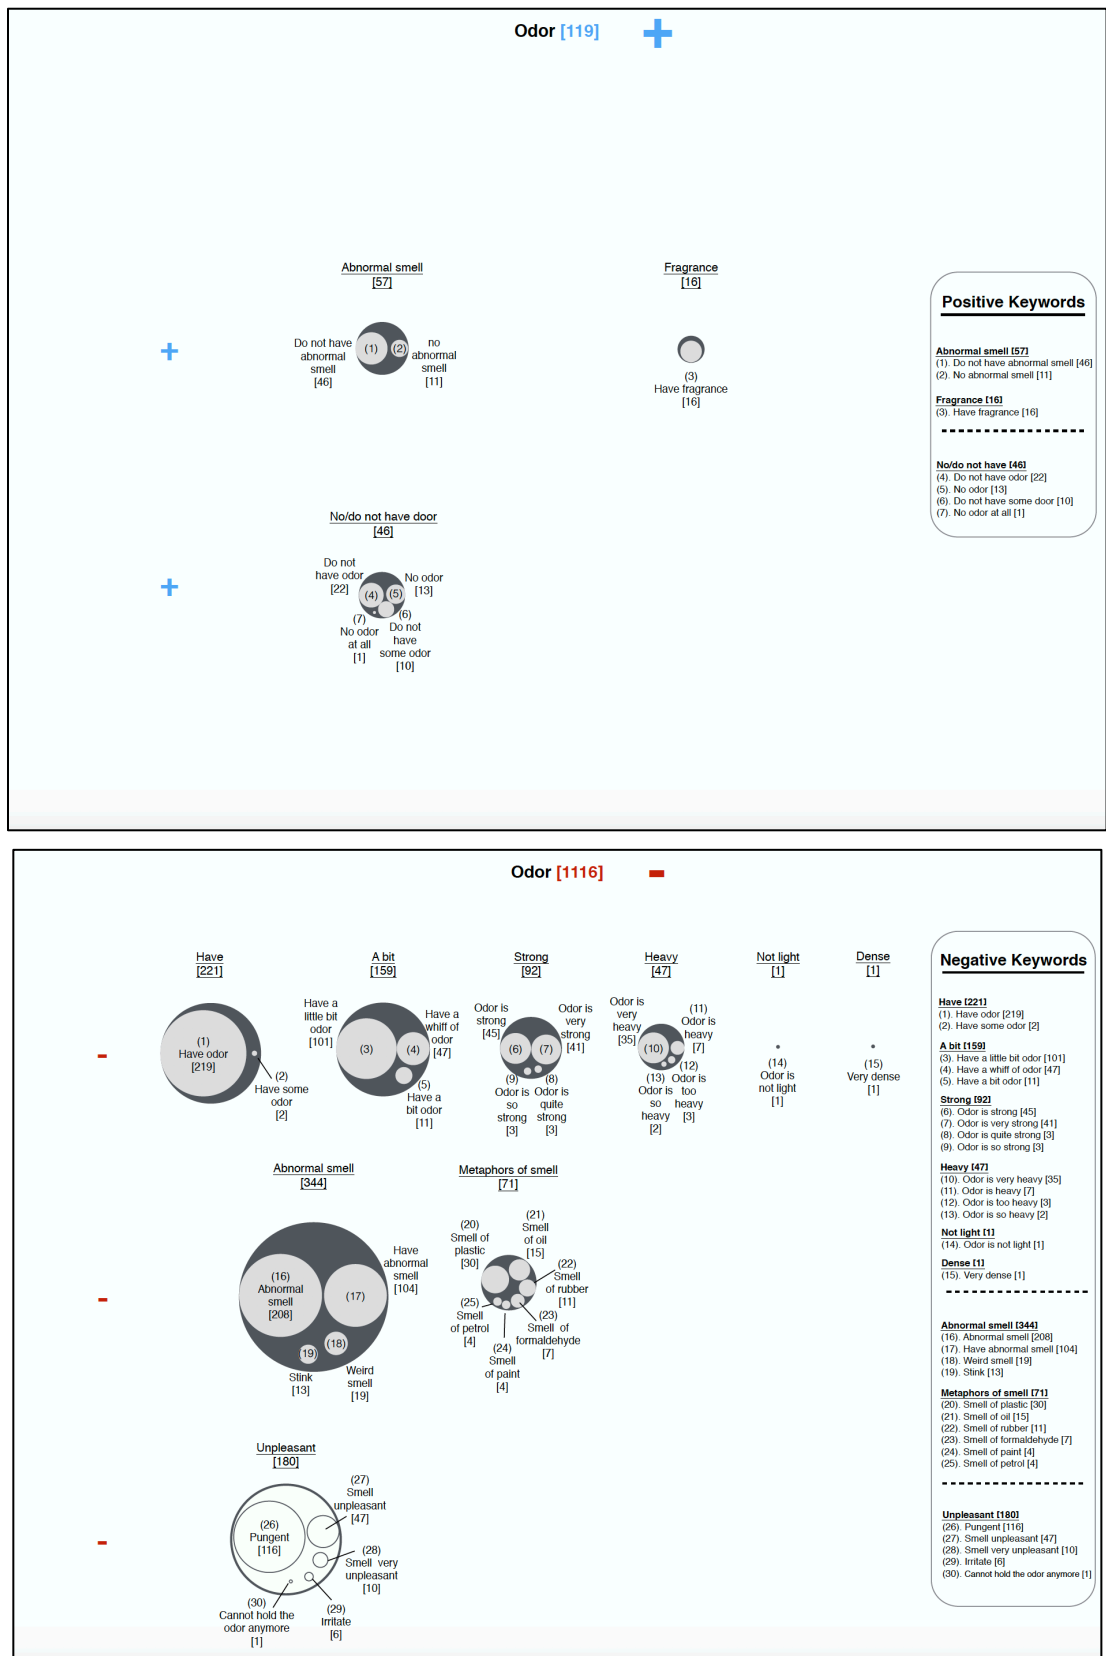 Odor [119] +
Abnormal smell
[57]
Fragrance
[16]
+
Do not have
abnormal
smell
[46]
(1)
(2)
no
abnormal
smell
[11]
(3)
Have fragrance
[16]
No/do not have door
[46]
+
Do not
have odor
[22]
(4)
(5)
No odor
[13]
(7)
No odor
at all
[1]
(6)
Do not
have
some odor
[10]
Positive Keywords
Abnormal smell [57]
(1). Do not have abnormal smell [46]
(2). No abnormal smell [11]
Fragrance [16]
(3). Have fragrance [16]
No/do not have [46]
(4). Do not have odor [22]
(5). No odor [13]
(6). Do not have some door [10]
(7). No odor at all [1]
Odor [1116] -
Have
[221]
A bit
[159]
Strong
[92]
Heavy
[47]
Not light
[1]
Dense
[1]
-
(1)
Have odor
[219]
(2)
Have some
odor
[2]
Have a
little bit
odor
[101]
(3)
(4)
Have a
whiff of
odor
[47]
(5)
Have a
bit odor
[11]
Odor is
strong
[45]
(6)
(7)
Odor is
very
strong
[41]
(9)
Odor is
so
strong
[3]
(8)
Odor is
quite
strong
[3]
Odor is
very
heavy
[35]
(10)
(11)
Odor is
heavy
[7]
(13)
Odor is
so
heavy
[2]
(12)
Odor is
too
heavy
[3]
(14)
Odor is
not light
[1]
(15)
Very dense
[1]
Abnormal smell
[344]
Metaphors of smell
[71]
-
(16)
Abnormal
smell
[208]
Have
abnormal
smell
[104]
(17)
(18)
Weird
smell
[19]
(19)
Stink
[13]
(20)
Smell of
plastic
[30]
(21)
Smell
of oil
[15]
(22)
Smell
of rubber
[11]
(23)
Smell of
formaldehyde
[7]
(24)
Smell
of paint
[4]
(25)
Smell
of petrol
[4]
Unpleasant
[180]
-
(26)
Pungent
[116]
(27)
Smell
unpleasant
[47]
(28)
Smell very
unpleasant
[10]
(29)
Irritate
[6]
(30)
Cannot hold the
odor anymore
[1]
Negative Keywords
Have [221]
(1). Have odor [219]
(2). Have some odor [2]
A bit [159]
(3). Have a little bit odor [101]
(4). Have a whiff of odor [47]
(5). Have a bit odor [11]
Strong [92]
(6). Odor is strong [45]
(7). Odor is very strong [41]
(8). Odor is quite strong [3]
(9). Odor is so strong [3]
Heavy [47]
(10). Odor is very heavy [35]
(11). Odor is heavy [7]
(12). Odor is too heavy [3]
(13). Odor is so heavy [2]
Not light [1]
(14). Odor is not light [1]
Dense [1]
(15). Very dense [1]
Abnormal smell [344]
(16). Abnormal smell [208]
(17). Have abnormal smell [104]
(18). Weird smell [19]
(19). Stink [13]
Metaphors of smell [71]
(20). Smell of plastic [30]
(21). Smell of oil [15]
(22). Smell of rubber [11]
(23). Smell of formaldehyde [7]
(24). Smell of paint [4]
(25). Smell of petrol [4]
Unpleasant [180]
(26). Pungent [116]
(27). Smell unpleasant [47]
(28). Smell very unpleasant [10]
(29). Irritate [6]
(30). Cannot hold the odor anymore [1]